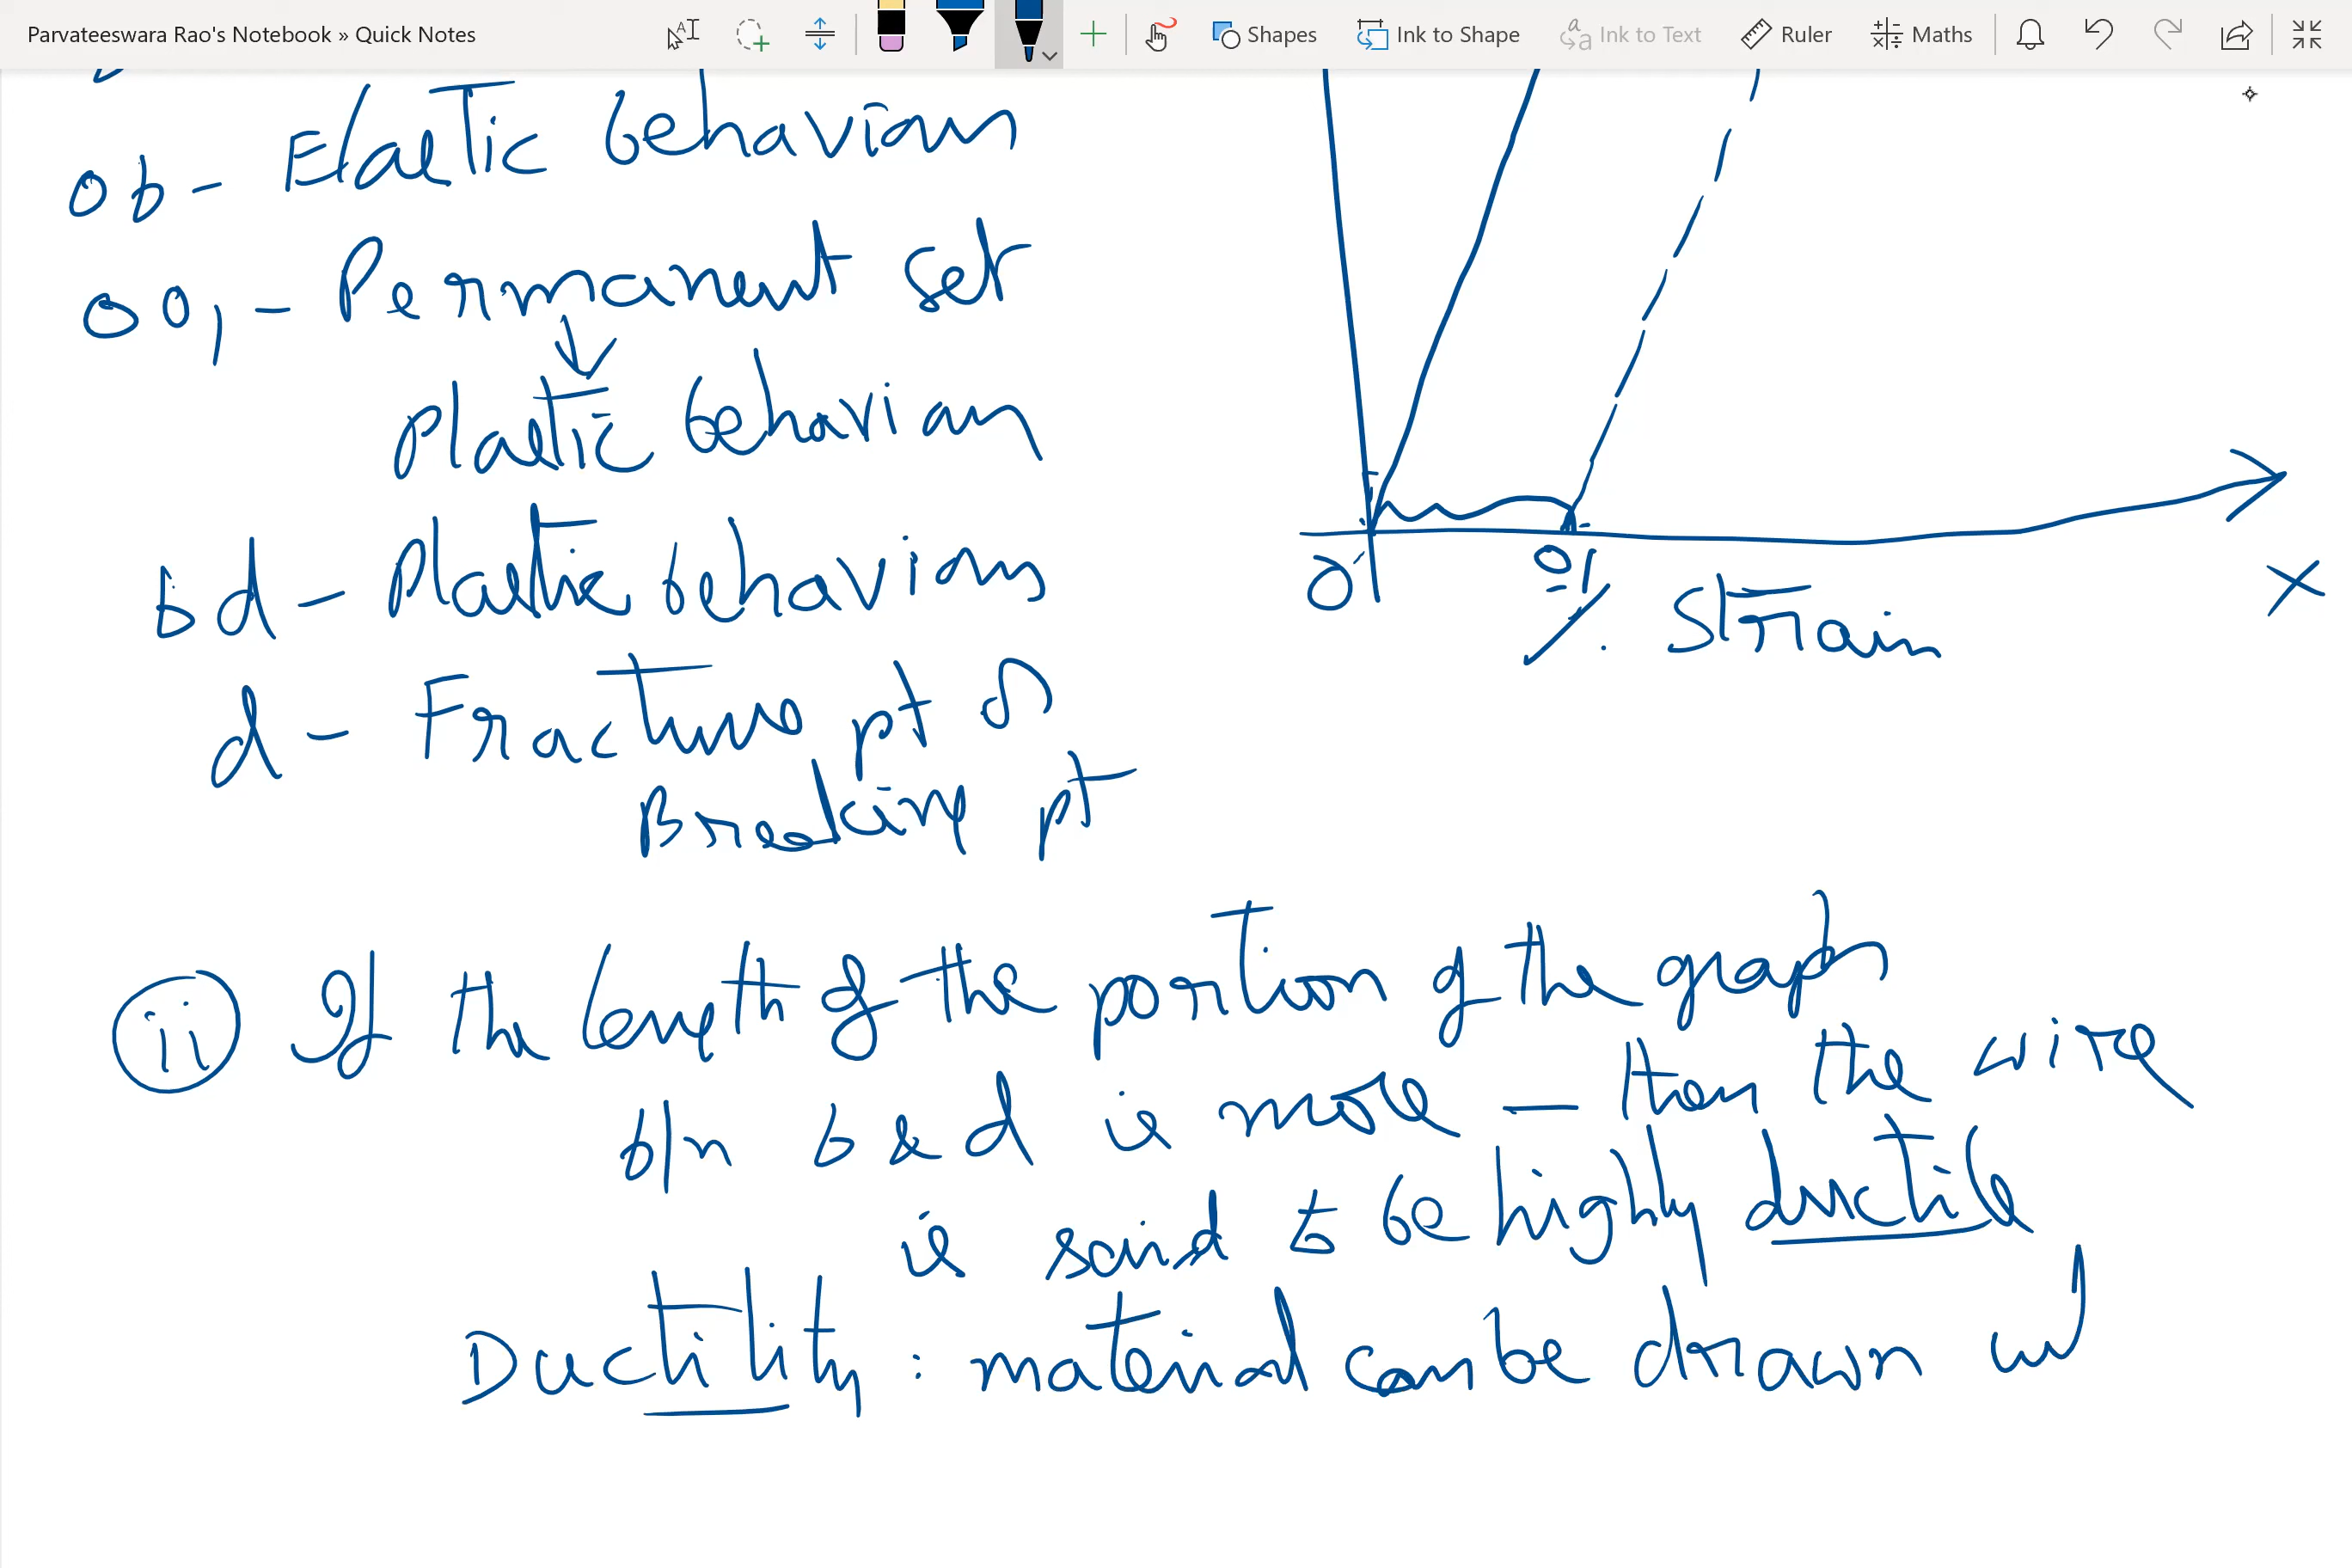 Parvateeswara Rao's Notebook » Quick Notes
Shapes Ink to Shape Ink to Text Ruler Maths
ob - Elastic behaviour
oo₁ - Permanent set
↓
plastic behaviour
bd - Plastic behaviour
d - Fracture pt or
Breaking pt
O O₁
% Strain
X
(ii) If the length of the portion of the graph
b/n b & d is more — then the wire
is said to be highly ductile
Ductility : material can be drawn